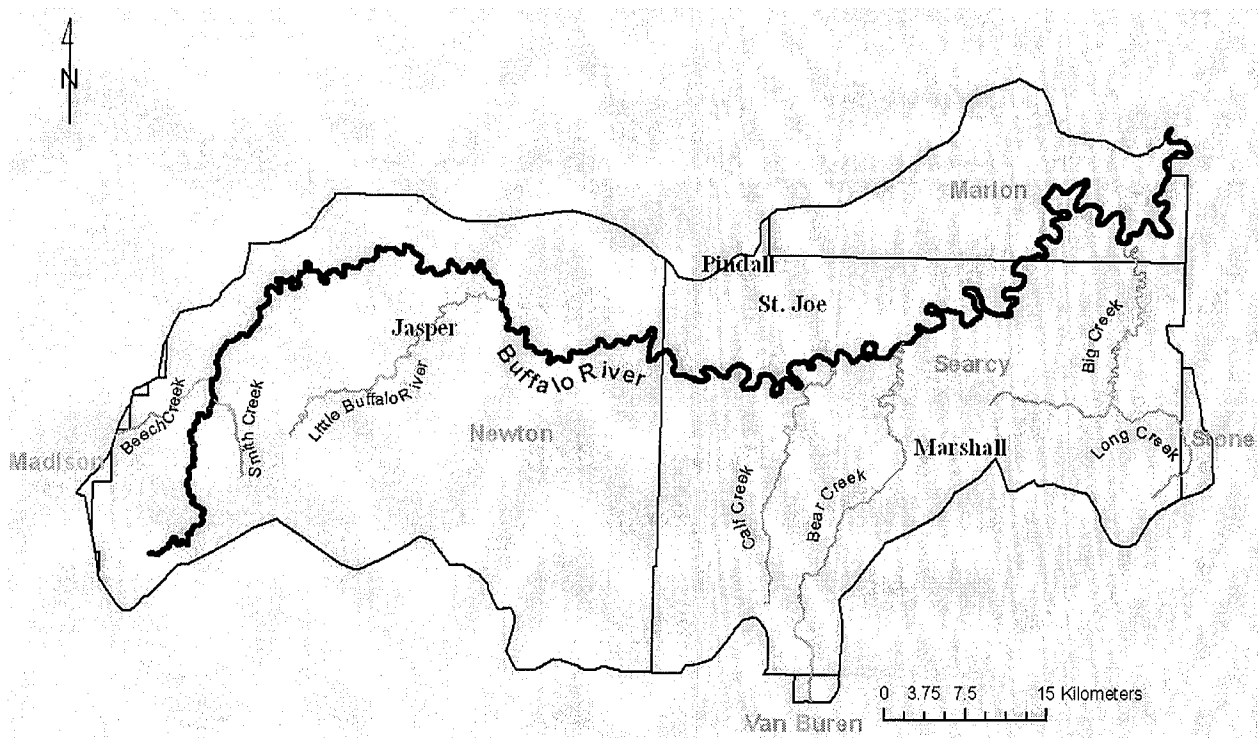 N
Marion
Pindall
St. Joe
Jasper
Buffalo River
Big Creek
Searcy
Beech Creek
Smith Creek
Little Buffalo River
Newton
Madison
Marshall
Long Creek
Stone
Calf Creek
Bear Creek
0 3.75 7.5 15 Kilometers
Van Buren